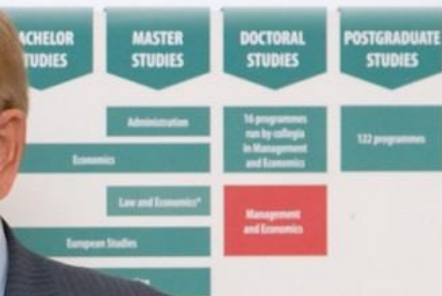 ACHELOR
TUDIES
MASTER
STUDIES
DOCTORAL
STUDIES
POSTGRADUATE
STUDIES
Administration
Economics
Law and Economics*
European Studies
16 programmes
run by collegia
in Management
and Economics
Management
and Economics
122 programmes